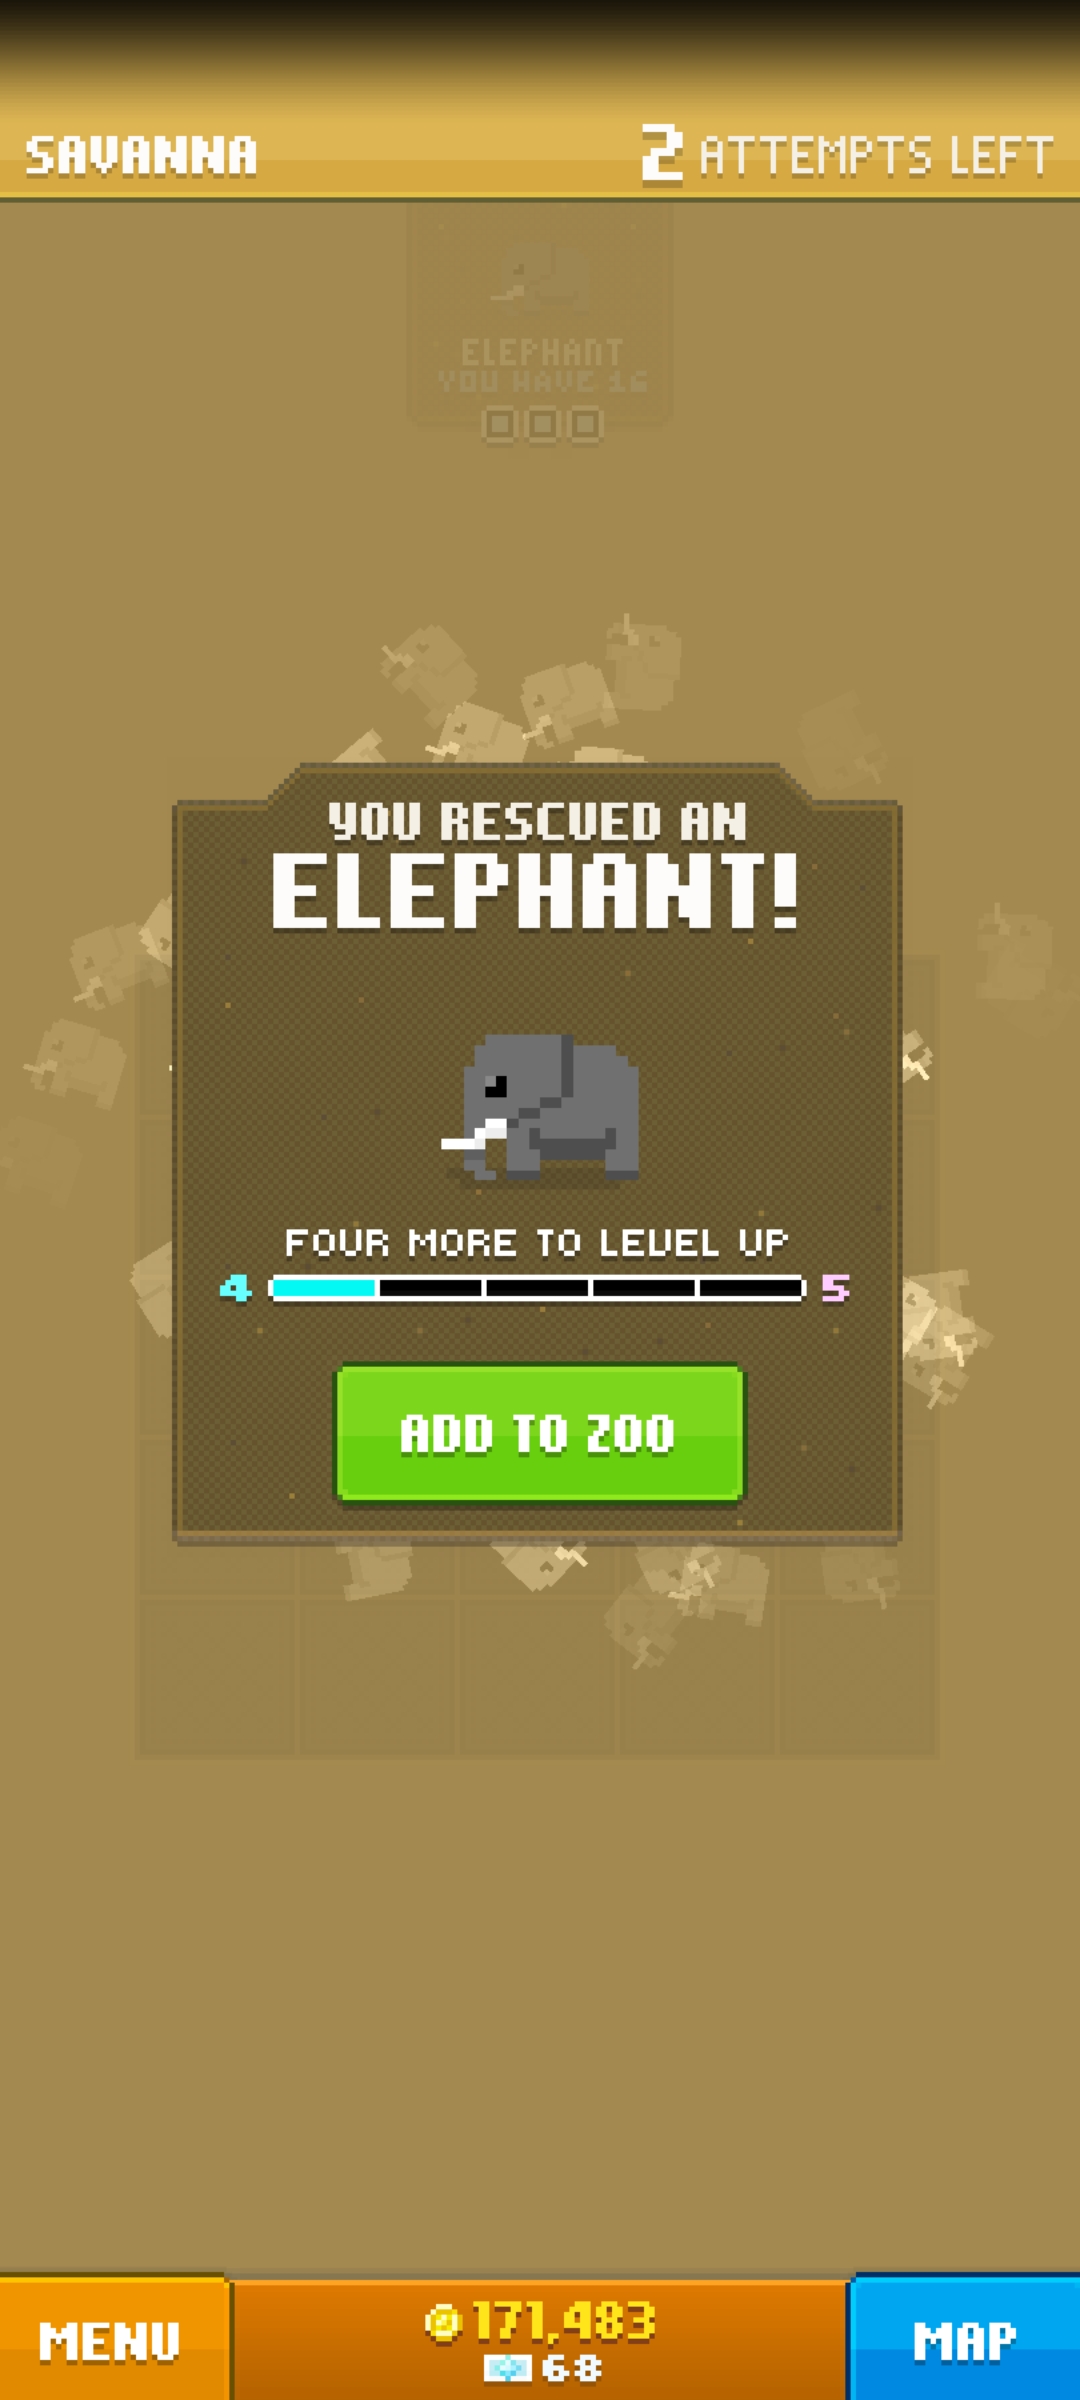 SAVANNA
2 ATTEMPTS LEFT
ELEPHANT
YOU HAVE 16
YOU RESCUED AN
ELEPHANT!
FOUR MORE TO LEVEL UP
4 5
ADD TO ZOO
MENU
171,483
68
MAP